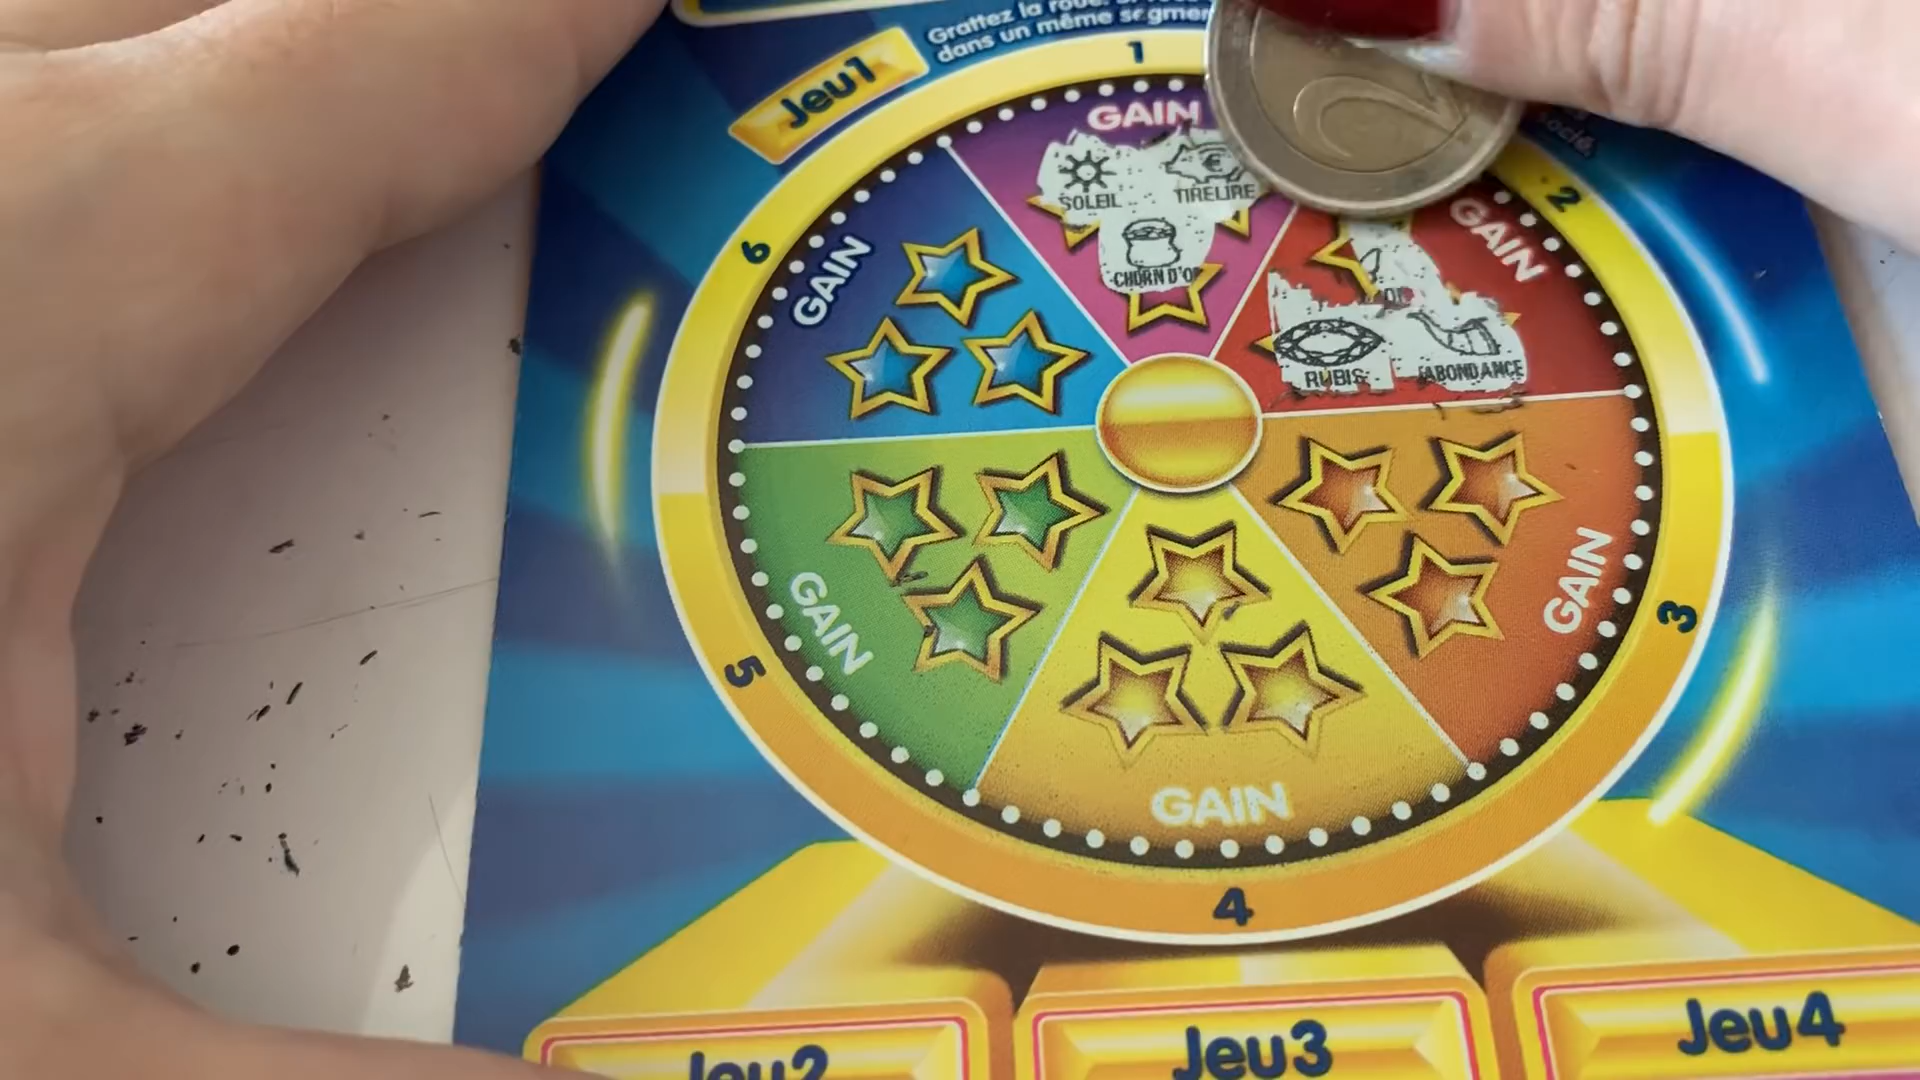 Grattez la roue.
dans un même segment
Jeu1
1
GAIN
SOLEIL
TIRELIRE
CHDRN D'OR
2
GAIN
RUBIS
ABONDANCE
6
GAIN
3
GAIN
5
GAIN
GAIN
4
Jeu2
Jeu3
Jeu4